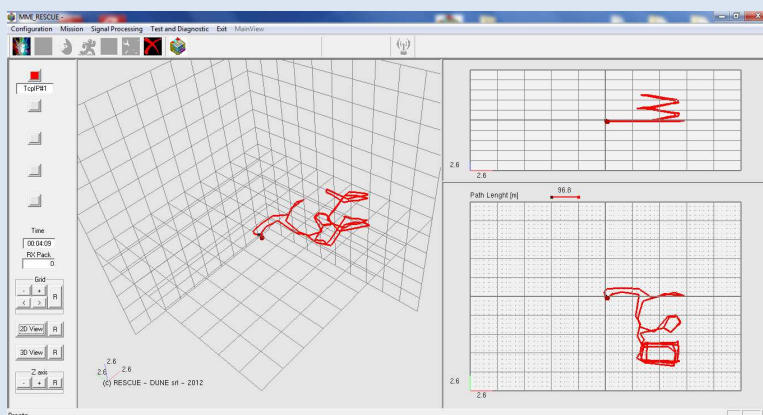 MME_RESCUE -
Configuration Mission Signal Processing Test and Diagnostic Exit MainView
TcpIP#1
Time
00:04:09
RX Pack
0
Grid
- + R
< >
2D View R
3D View R
Z axis
- + R
2.6
2.6 2.6
(c) RESCUE - DUNE srl - 2012
2.6
2.6
Path Lenght [m] 96.8
2.6
2.6
Pronto